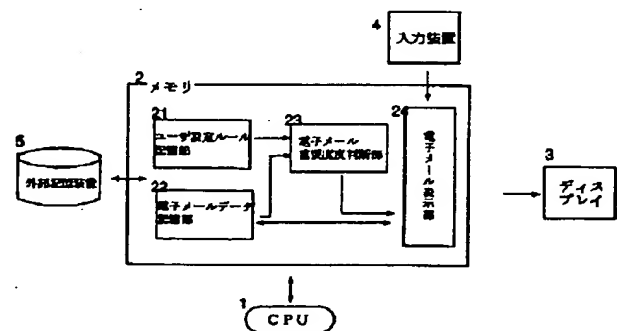 4
入力装置
2 メモリ
21
ユーザ設定ルール
記憶部
23
電子メール
重要度判断部
24
電子メール表示部
5
外部記憶装置
22
電子メールデータ
記憶部
3
ディス
プレイ
1
CPU